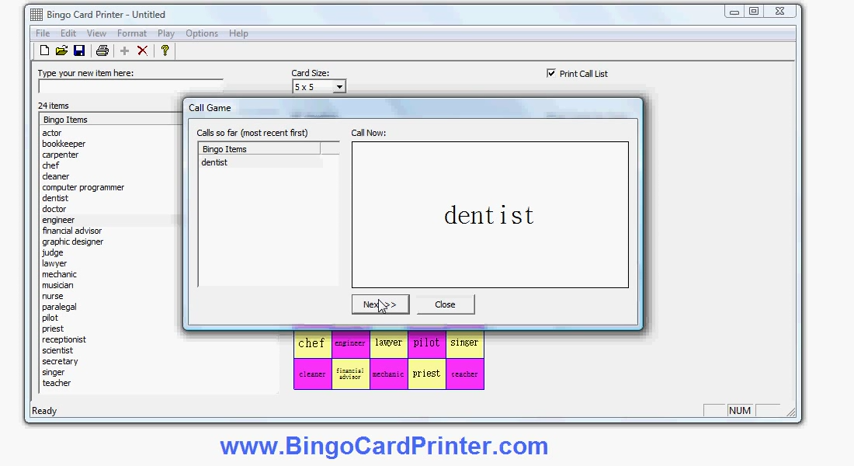 Bingo Card Printer - Untitled
File Edit View Format Play Options Help
Type your new item here:
Card Size:
Print Call List
5 x 5
24 items
Bingo Items
actor
bookkeeper
carpenter
chef
cleaner
computer programmer
dentist
doctor
engineer
financial advisor
graphic designer
judge
lawyer
mechanic
musician
nurse
paralegal
pilot
priest
receptionist
scientist
secretary
singer
teacher
Call Game
Calls so far (most recent first)
Bingo Items
dentist
Call Now:
dentist
Next >>
Close
chef engineer lawyer pilot singer
cleaner financial advisor mechanic priest teacher
Ready
NUM
www.BingoCardPrinter.com